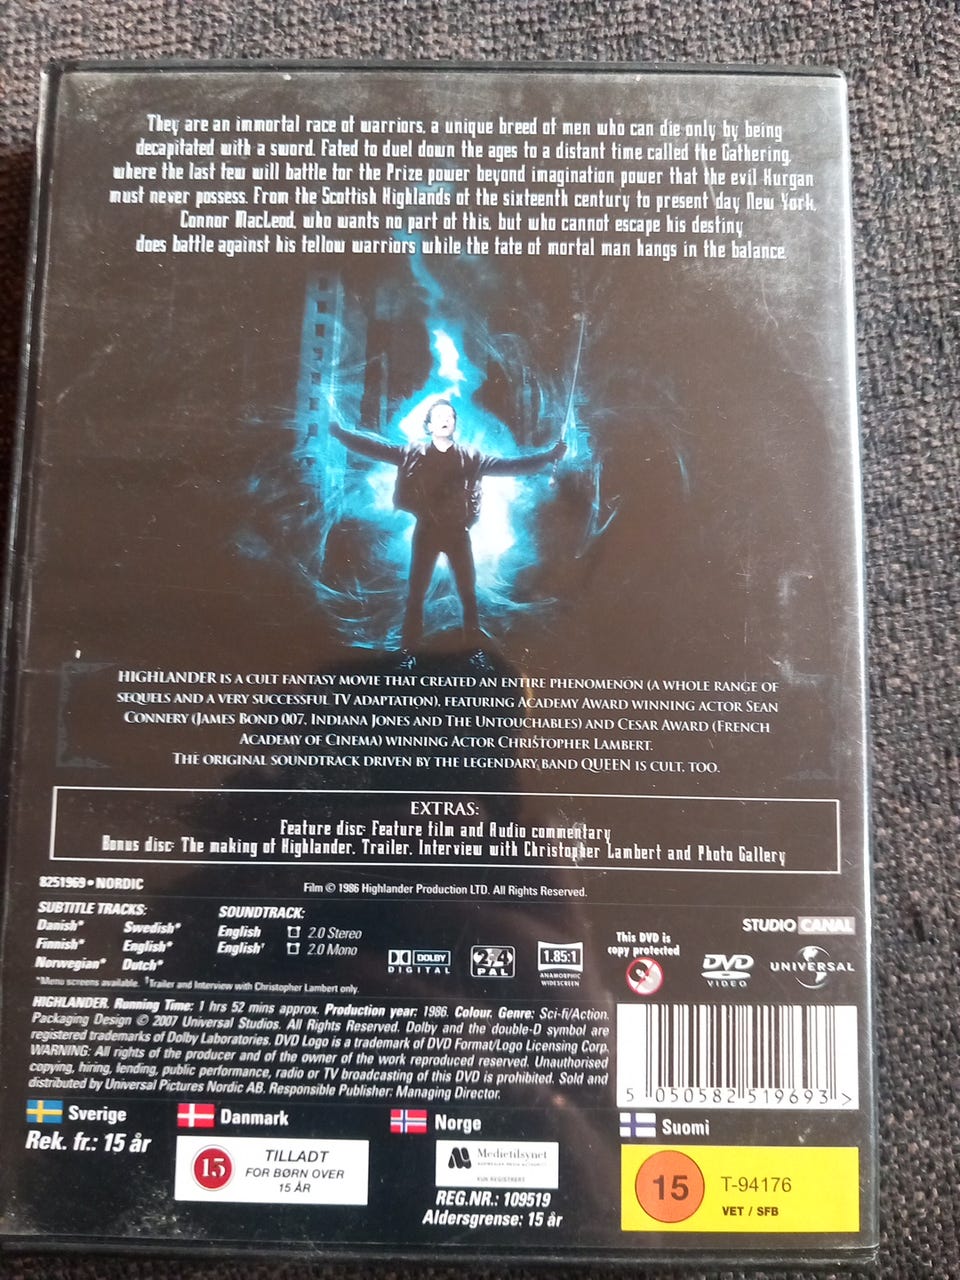 They are an immortal race of warriors, a unique breed of men who can die only by being
decapitated with a sword. Fated to duel down the ages to a distant time called the Gathering,
where the last few will battle for the Prize power beyond imagination power that the evil Kurgan
must never possess. From the Scottish Highlands of the sixteenth century to present day New York,
Connor MacLeod, who wants no part of this, but who cannot escape his destiny
does battle against his fellow warriors while the fate of mortal man hangs in the balance.
HIGHLANDER IS A CULT FANTASY MOVIE THAT CREATED AN ENTIRE PHENOMENON (A WHOLE RANGE OF
SEQUELS AND A VERY SUCCESSFUL TV ADAPTATION), FEATURING ACADEMY AWARD WINNING ACTOR SEAN
CONNERY (JAMES BOND 007, INDIANA JONES AND THE UNTOUCHABLES) AND CESAR AWARD (FRENCH
ACADEMY OF CINEMA) WINNING ACTOR CHRISTOPHER LAMBERT.
THE ORIGINAL SOUNDTRACK DRIVEN BY THE LEGENDARY BAND QUEEN IS CULT, TOO.
EXTRAS:
Feature disc: Feature film and Audio commentary
Bonus disc: The making of Highlander, Trailer, Interview with Christopher Lambert and Photo Gallery
8251969 • NORDIC
Film © 1986 Highlander Production LTD. All Rights Reserved.
SUBTITLE TRACKS:
Danish* Swedish*
Finnish* English*
Norwegian* Dutch*
SOUNDTRACK:
English 2.0 Stereo
English† 2.0 Mono
*Menu screens available. †Trailer and Interview with Christopher Lambert only.
DOLBY
DIGITAL
2 4
PAL
1.85:1
ANAMORPHIC
WIDESCREEN
This DVD is
copy protected
STUDIO CANAL
DVD
VIDEO
UNIVERSAL
HIGHLANDER. Running Time: 1 hrs 52 mins approx. Production year: 1986. Colour. Genre: Sci-fi/Action.
Packaging Design © 2007 Universal Studios. All Rights Reserved. Dolby and the double-D symbol are
registered trademarks of Dolby Laboratories. DVD Logo is a trademark of DVD Format/Logo Licensing Corp.
WARNING: All rights of the producer and of the owner of the work reproduced reserved. Unauthorised
copying, hiring, lending, public performance, radio or TV broadcasting of this DVD is prohibited. Sold and
distributed by Universal Pictures Nordic AB. Responsible Publisher: Managing Director.
5 050582 519693 >
Sverige
Rek. fr.: 15 år
Danmark
15
TILLADT
FOR BØRN OVER
15 ÅR
Norge
Medietilsynet
NORWEGIAN MEDIA AUTHORITY
KUN REGISTRERT
REG.NR.: 109519
Aldersgrense: 15 år
Suomi
15
T-94176
VET / SFB